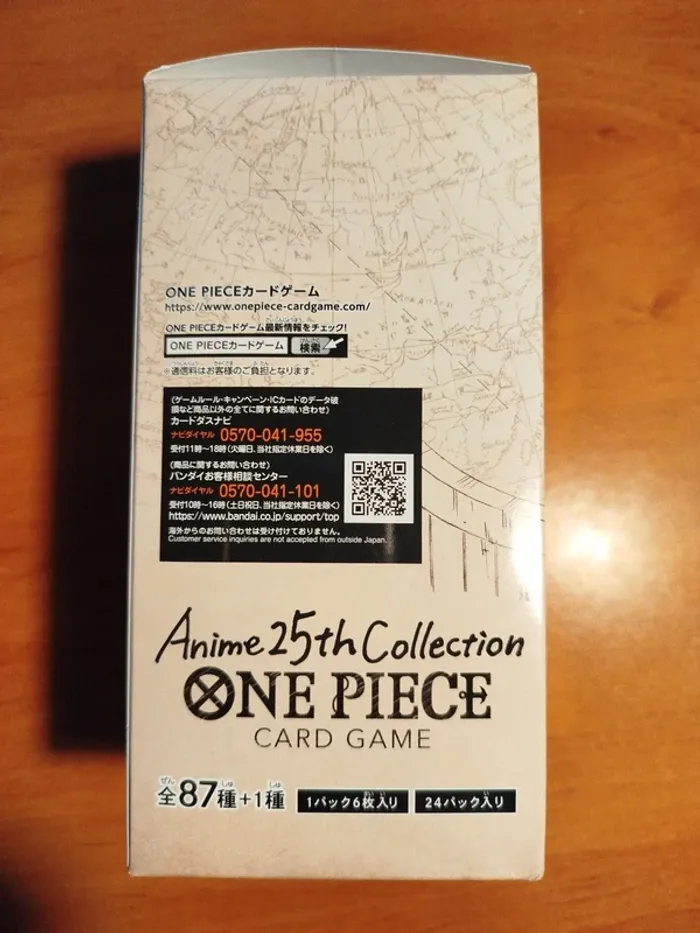 ONE PIECEカードゲーム
https://www.onepiece-cardgame.com/
ONE PIECEカードゲーム最新情報をチェック!
ONE PIECEカードゲーム 検索
※通信料はお客様のご負担となります。
(ゲームルール・キャンペーン・ICカードのデータ破
損など商品以外の全てに関するお問い合わせ)
カードダスナビ
ナビダイヤル 0570-041-955
受付11時～18時(火曜日、当社指定休業日を除く)
(商品に関するお問い合わせ)
バンダイお客様相談センター
ナビダイヤル 0570-041-101
受付10時～16時(土日祝日、当社指定休業日を除く)
https://www.bandai.co.jp/support/top
海外からのお問い合わせは受け付けておりません。
Customer service inquiries are not accepted from outside Japan.
Anime 25th Collection
ONE PIECE
CARD GAME
全87種+1種 1パック6枚入り 24パック入り